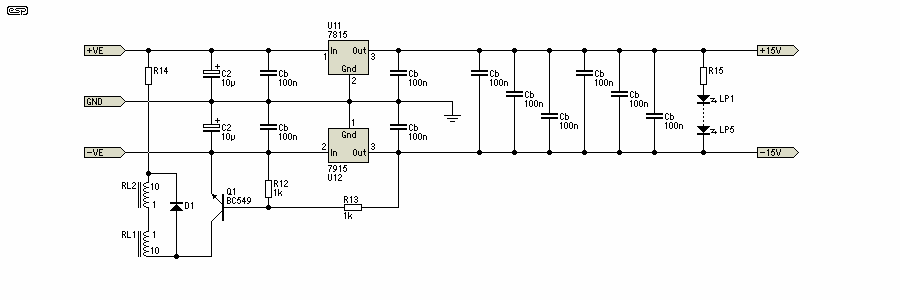 esp
U11
7815
+VE
In Out
1
3
+15V
Gnd
2
R14
+
C2
10µ
Cb
100n
Cb
100n
Cb
100n
Cb
100n
Cb
100n
Cb
100n
Cb
100n
Cb
100n
R15
LP1
GND
+
C2
10µ
Cb
100n
1
Gnd
Cb
100n
LP5
-VE
2
In Out
3
-15V
7915
U12
RL2
10
1
D1
Q1
BC549
R12
1k
R13
1k
RL1
1
10